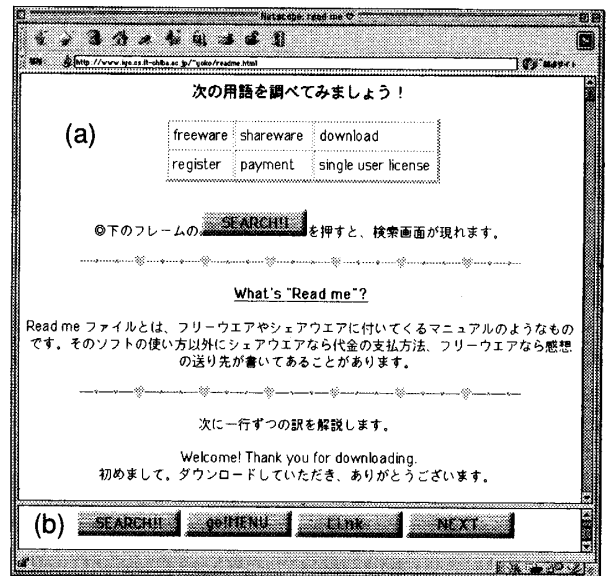 Netscape: read me
http://www.iyo.cs.it-chiba.ac.jp/~yoko/readme.html
次の用語を調べてみましょう！
(a)
freeware shareware download
register payment single user license
◎下のフレームの SEARCH!! を押すと、検索画面が現れます。
What's "Read me"?
Read me ファイルとは、フリーウエアやシェアウエアに付いてくるマニュアルのようなもの
です。そのソフトの使い方以外にシェアウエアなら代金の支払方法、フリーウエアなら感想
の送り先が書いてあることがあります。
次に一行ずつの訳を解説します。
Welcome! Thank you for downloading.
初めまして。ダウンロードしていただき、ありがとうございます。
(b) SEARCH!! go!MENU Link NEXT